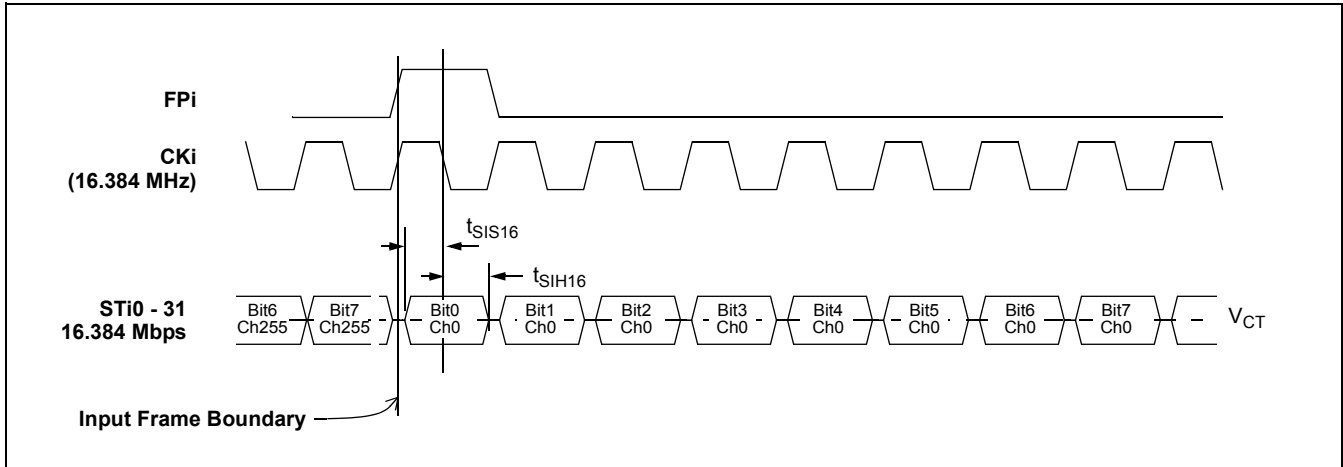 FPi
CKi
(16.384 MHz)
tSIS16
tSIH16
STi0 - 31
16.384 Mbps
Bit6 Ch255
Bit7 Ch255
Bit0 Ch0
Bit1 Ch0
Bit2 Ch0
Bit3 Ch0
Bit4 Ch0
Bit5 Ch0
Bit6 Ch0
Bit7 Ch0
VCT
Input Frame Boundary